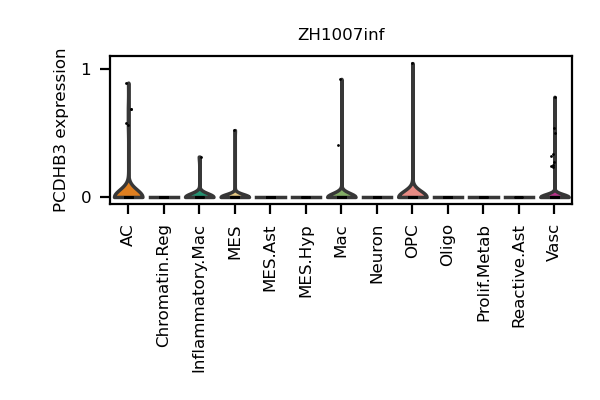 ZH1007inf
PCDHB3 expression
1
0
AC
Chromatin.Reg
Inflammatory.Mac
MES
MES.Ast
MES.Hyp
Mac
Neuron
OPC
Oligo
Prolif.Metab
Reactive.Ast
Vasc